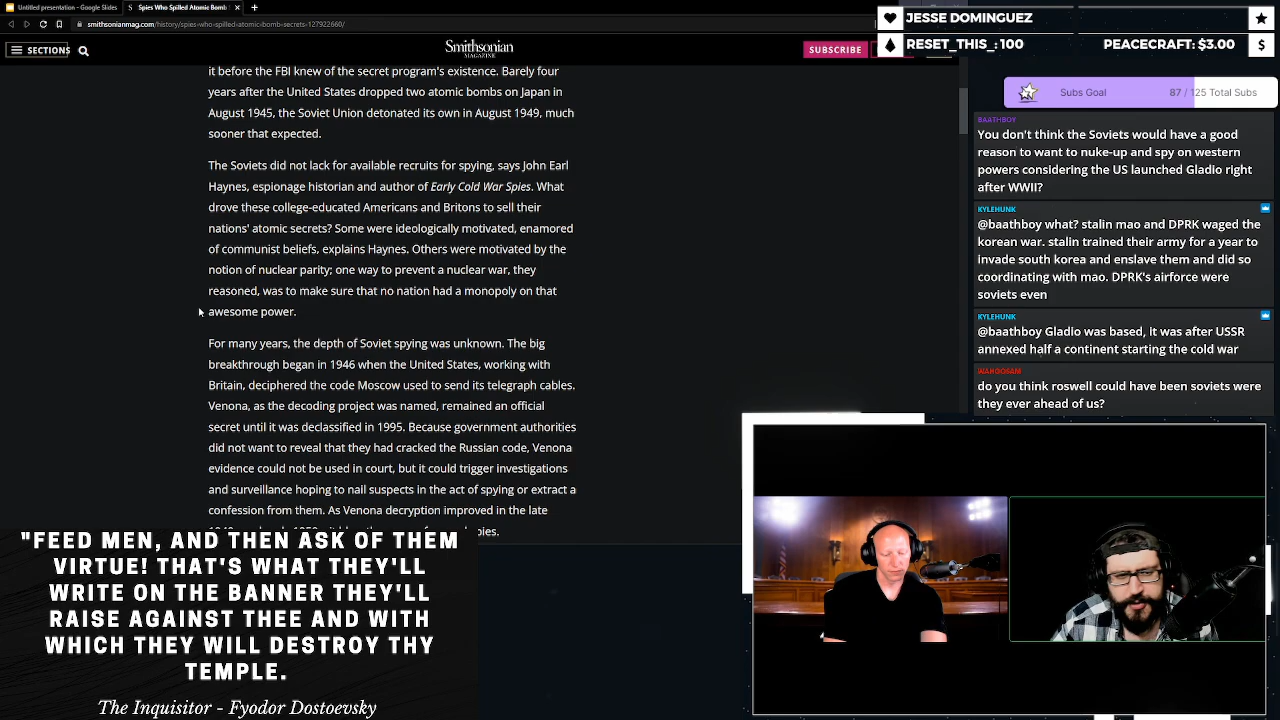 Untitled presentation - Google Slides
Spies Who Spilled Atomic Bomb
smithsonianmag.com/history/spies-who-spilled-atomic-bomb-secrets-127922660/
SECTIONS
Smithsonian
MAGAZINE
SUBSCRIBE
it before the FBI knew of the secret program's existence. Barely four
years after the United States dropped two atomic bombs on Japan in
August 1945, the Soviet Union detonated its own in August 1949, much
sooner that expected.
The Soviets did not lack for available recruits for spying, says John Earl
Haynes, espionage historian and author of Early Cold War Spies. What
drove these college-educated Americans and Britons to sell their
nations' atomic secrets? Some were ideologically motivated, enamored
of communist beliefs, explains Haynes. Others were motivated by the
notion of nuclear parity; one way to prevent a nuclear war, they
reasoned, was to make sure that no nation had a monopoly on that
awesome power.
For many years, the depth of Soviet spying was unknown. The big
breakthrough began in 1946 when the United States, working with
Britain, deciphered the code Moscow used to send its telegraph cables.
Venona, as the decoding project was named, remained an official
secret until it was declassified in 1995. Because government authorities
did not want to reveal that they had cracked the Russian code, Venona
evidence could not be used in court, but it could trigger investigations
and surveillance hoping to nail suspects in the act of spying or extract a
confession from them. As Venona decryption improved in the late
"FEED MEN, AND THEN ASK OF THEM
VIRTUE! THAT'S WHAT THEY'LL
WRITE ON THE BANNER THEY'LL
RAISE AGAINST THEE AND WITH
WHICH THEY WILL DESTROY THY
TEMPLE.
The Inquisitor - Fyodor Dostoevsky
JESSE DOMINGUEZ
RESET_THIS_: 100
PEACECRAFT: $3.00
$
Subs Goal
87 / 125 Total Subs
BAATHBOY
You don't think the Soviets would have a good
reason to want to nuke-up and spy on western
powers considering the US launched Gladio right
after WWII?
KYLEHUNK
@baathboy what? stalin mao and DPRK waged the
korean war. stalin trained their army for a year to
invade south korea and enslave them and did so
coordinating with mao. DPRK's airforce were
soviets even
KYLEHUNK
@baathboy Gladio was based, it was after USSR
annexed half a continent starting the cold war
do you think roswell could have been soviets were
they ever ahead of us?